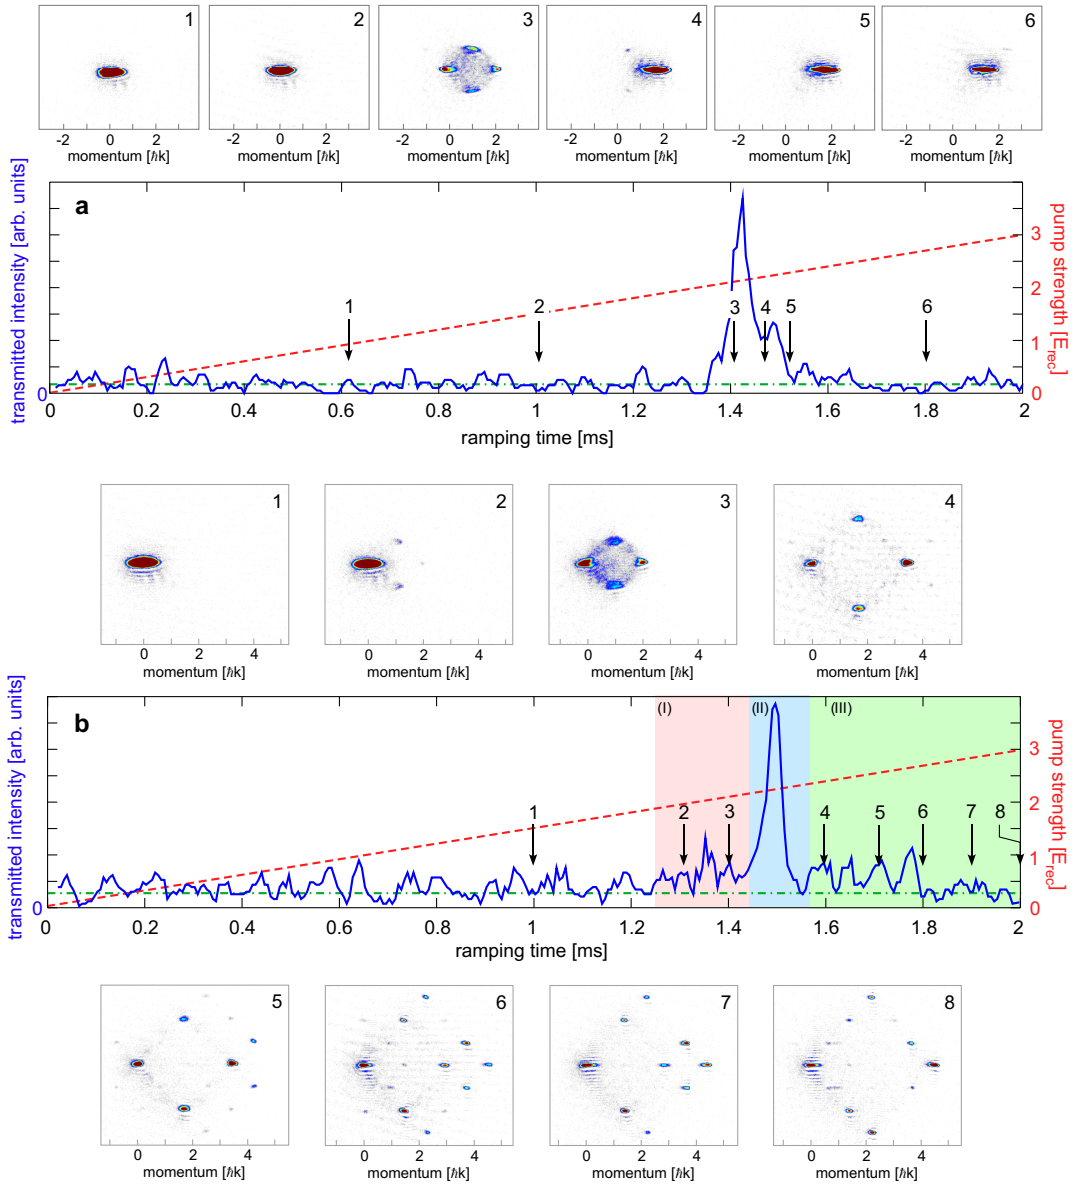 1 2 3 4 5 6
-2 0 2 -2 0 2 -2 0 2 -2 0 2 -2 0 2 -2 0 2
momentum [ħk] momentum [ħk] momentum [ħk] momentum [ħk] momentum [ħk] momentum [ħk]
transmitted intensity [arb. units]
a
1 2 3 4 5 6
pump strength [E_rec]
3
2
1
0
0
0 0.2 0.4 0.6 0.8 1 1.2 1.4 1.6 1.8 2
ramping time [ms]
1 2 3 4
0 2 4 0 2 4 0 2 4 0 2 4
momentum [ħk] momentum [ħk] momentum [ħk] momentum [ħk]
transmitted intensity [arb. units]
b
(I) (II) (III)
1 2 3 4 5 6 7 8
pump strength [E_rec]
3
2
1
0
0
0 0.2 0.4 0.6 0.8 1 1.2 1.4 1.6 1.8 2
ramping time [ms]
5 6 7 8
0 2 4 0 2 4 0 2 4 0 2 4
momentum [ħk] momentum [ħk] momentum [ħk] momentum [ħk]